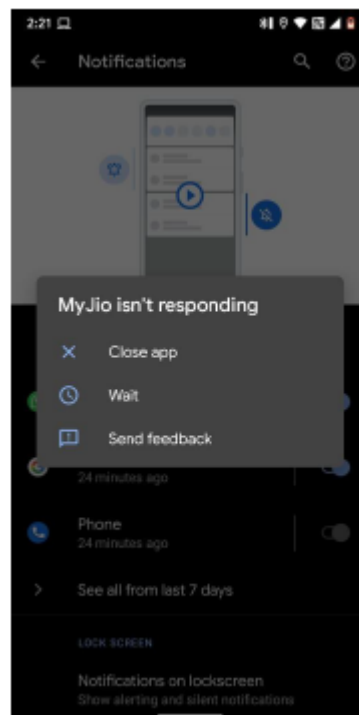 2:21
Notifications
MyJio isn't responding
Close app
Wait
Send feedback
24 minutes ago
Phone
24 minutes ago
See all from last 7 days
LOCK SCREEN
Notifications on lockscreen
Show alerting and silent notifications